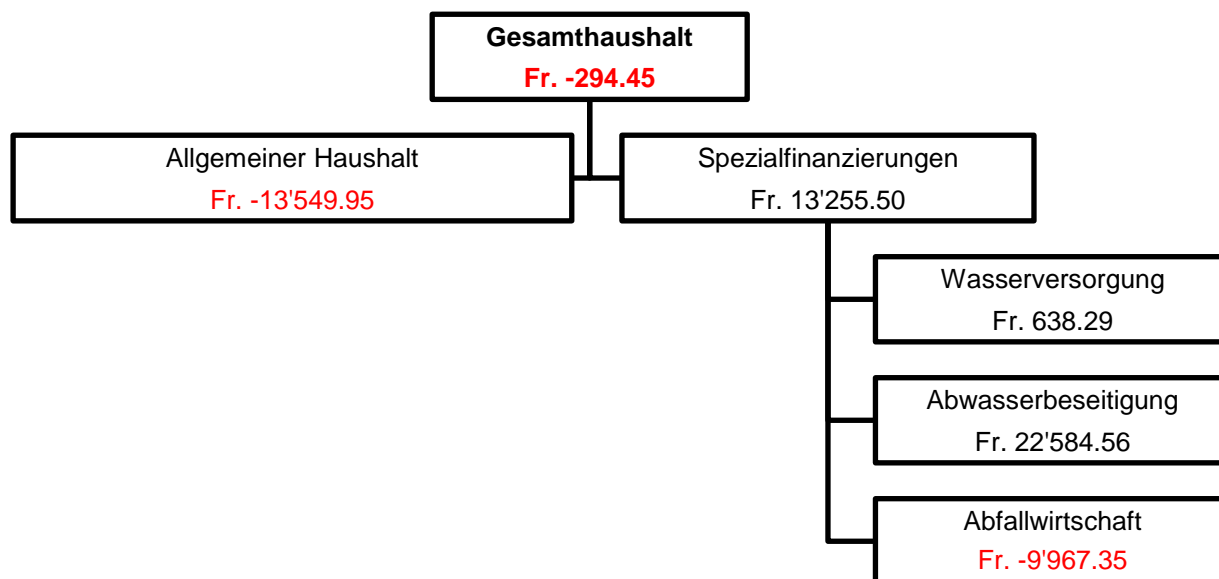 Gesamthaushalt
Fr. -294.45
Allgemeiner Haushalt
Fr. -13'549.95
Spezialfinanzierungen
Fr. 13'255.50
Wasserversorgung
Fr. 638.29
Abwasserbeseitigung
Fr. 22'584.56
Abfallwirtschaft
Fr. -9'967.35